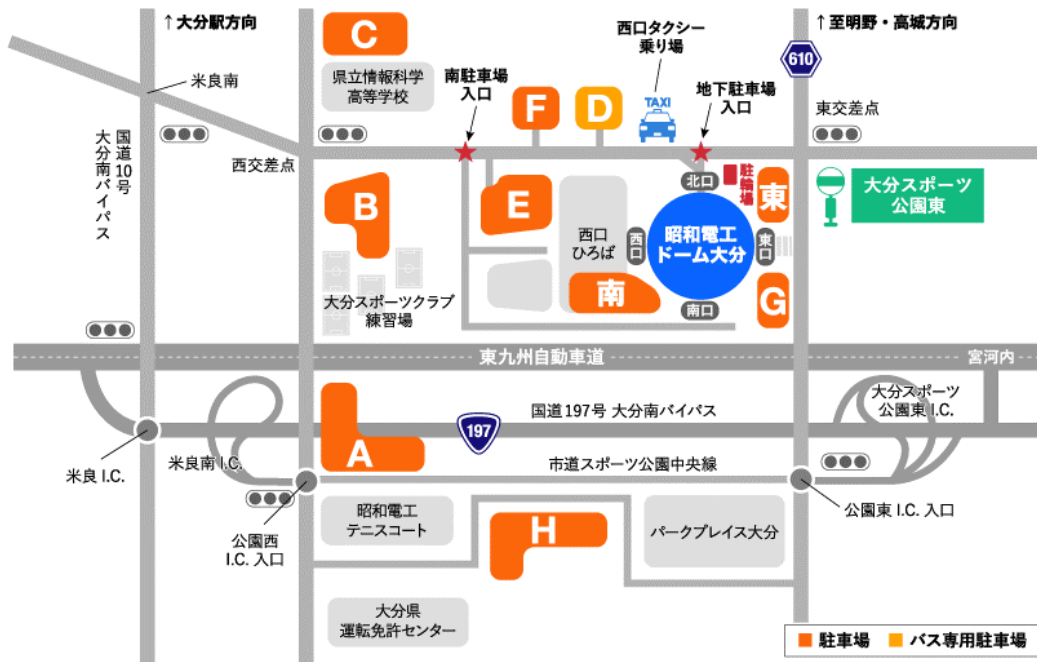 ↑大分駅方向
C
西口タクシー
乗り場
↑至明野・高城方向
610
米良南
県立情報科学
高等学校
南駐車場
入口
F
D
TAXI
地下駐車場
入口
東交差点
国道10号
大分南バイパス
西交差点
B
E
西口
ひろば
西口
北口
駐輪場
東
昭和電工
ドーム大分
東口
大分スポーツ
公園東
南
南口
G
大分スポーツクラブ
練習場
東九州自動車道
宮河内
大分スポーツ
公園東I.C.
国道197号 大分南バイパス
197
A
米良 I.C.
米良南 I.C.
市道スポーツ公園中央線
公園西
I.C. 入口
昭和電工
テニスコート
H
パークプレイス大分
公園東 I.C. 入口
大分県
運転免許センター
駐車場
バス専用駐車場